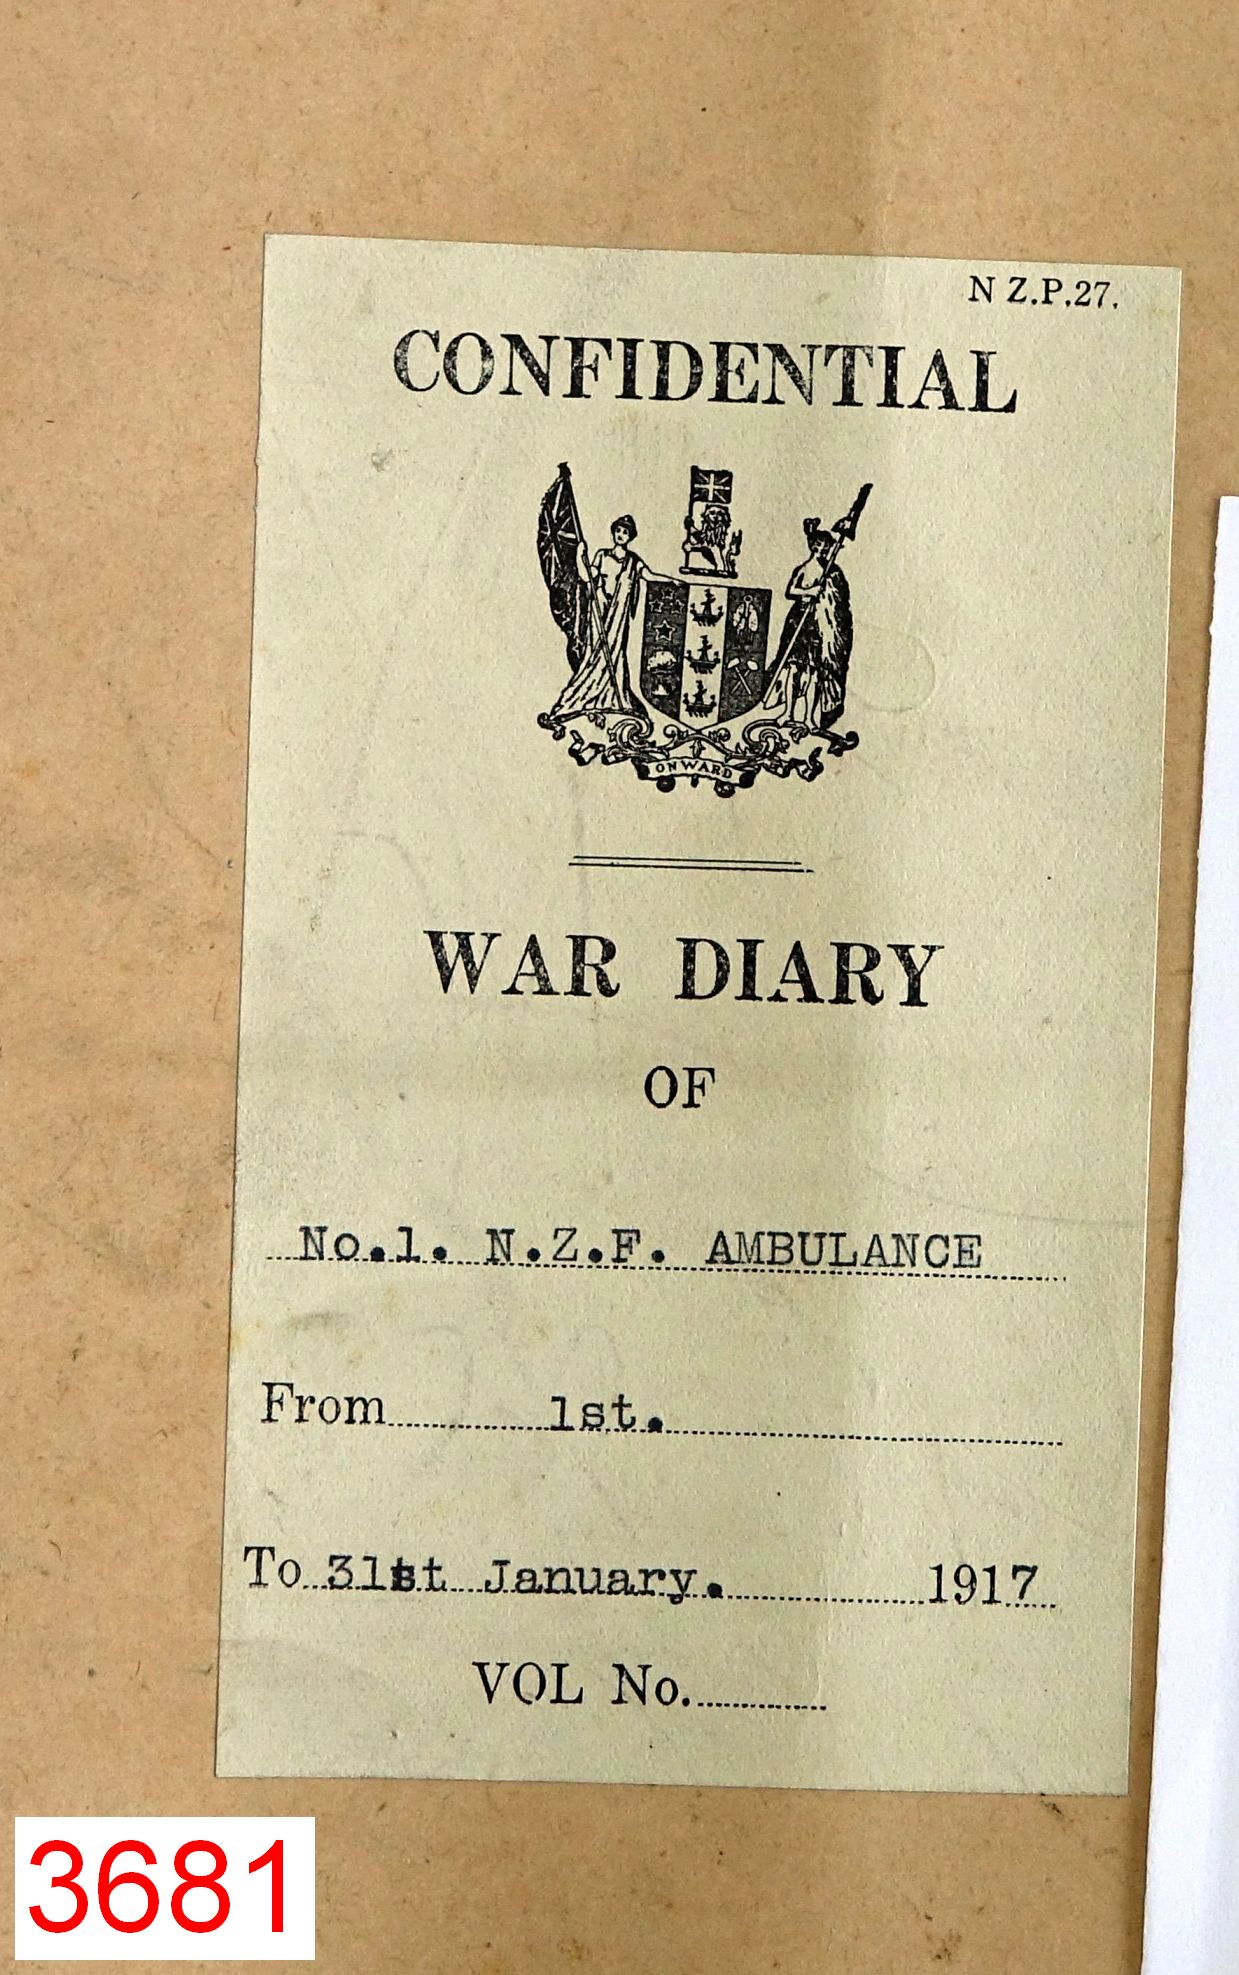 N Z.P.27.
CONFIDENTIAL
ONWARD
WAR DIARY
OF
No.1. N.Z.F. AMBULANCE
From 1st.
To 31st January. 1917
VOL No.
3681